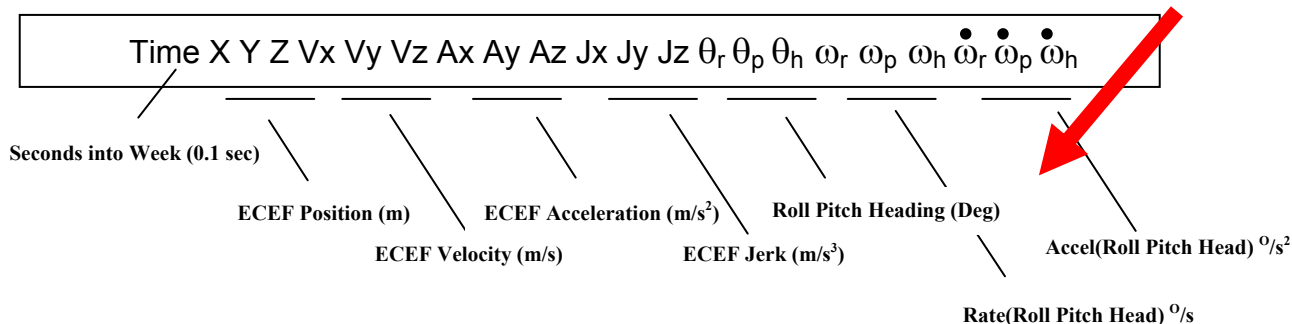 Time X Y Z Vx Vy Vz Ax Ay Az Jx Jy Jz θr θp θh ωr ωp ωh ω̇r ω̇p ω̇h
Seconds into Week (0.1 sec)
ECEF Position (m)
ECEF Velocity (m/s)
ECEF Acceleration (m/s²)
ECEF Jerk (m/s³)
Roll Pitch Heading (Deg)
Rate(Roll Pitch Head) ᴼ/s
Accel(Roll Pitch Head) ᴼ/s²